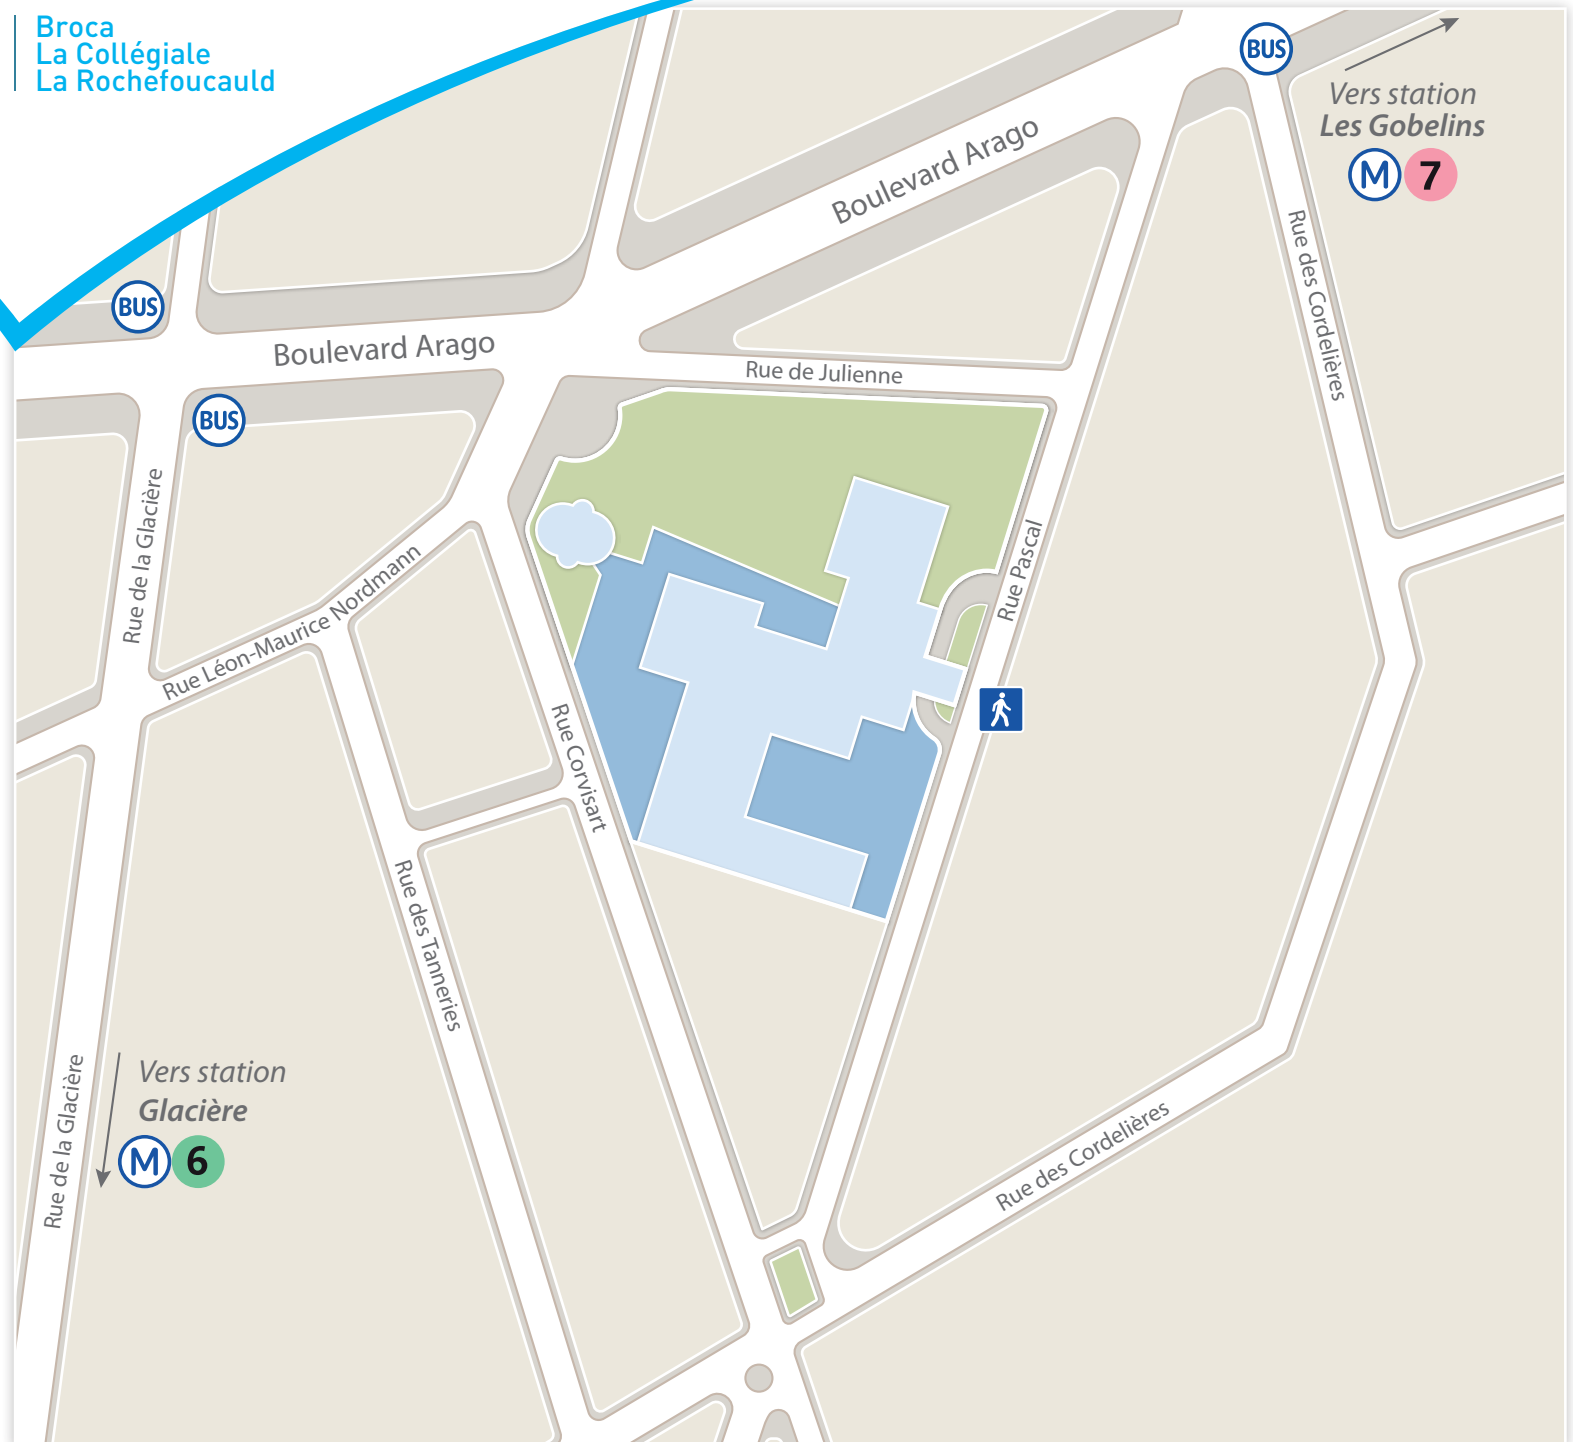 Broca
La Collégiale
La Rochefoucauld
BUS
Vers station
Les Gobelins
M 7
Boulevard Arago
Rue des Cordelières
BUS
Boulevard Arago
Rue de Julienne
BUS
Rue de la Glacière
Rue Léon-Maurice Nordmann
Rue Pascal
Rue Corvisart
Rue des Tanneries
Rue de la Glacière
Vers station
Glacière
M 6
Rue des Cordelières